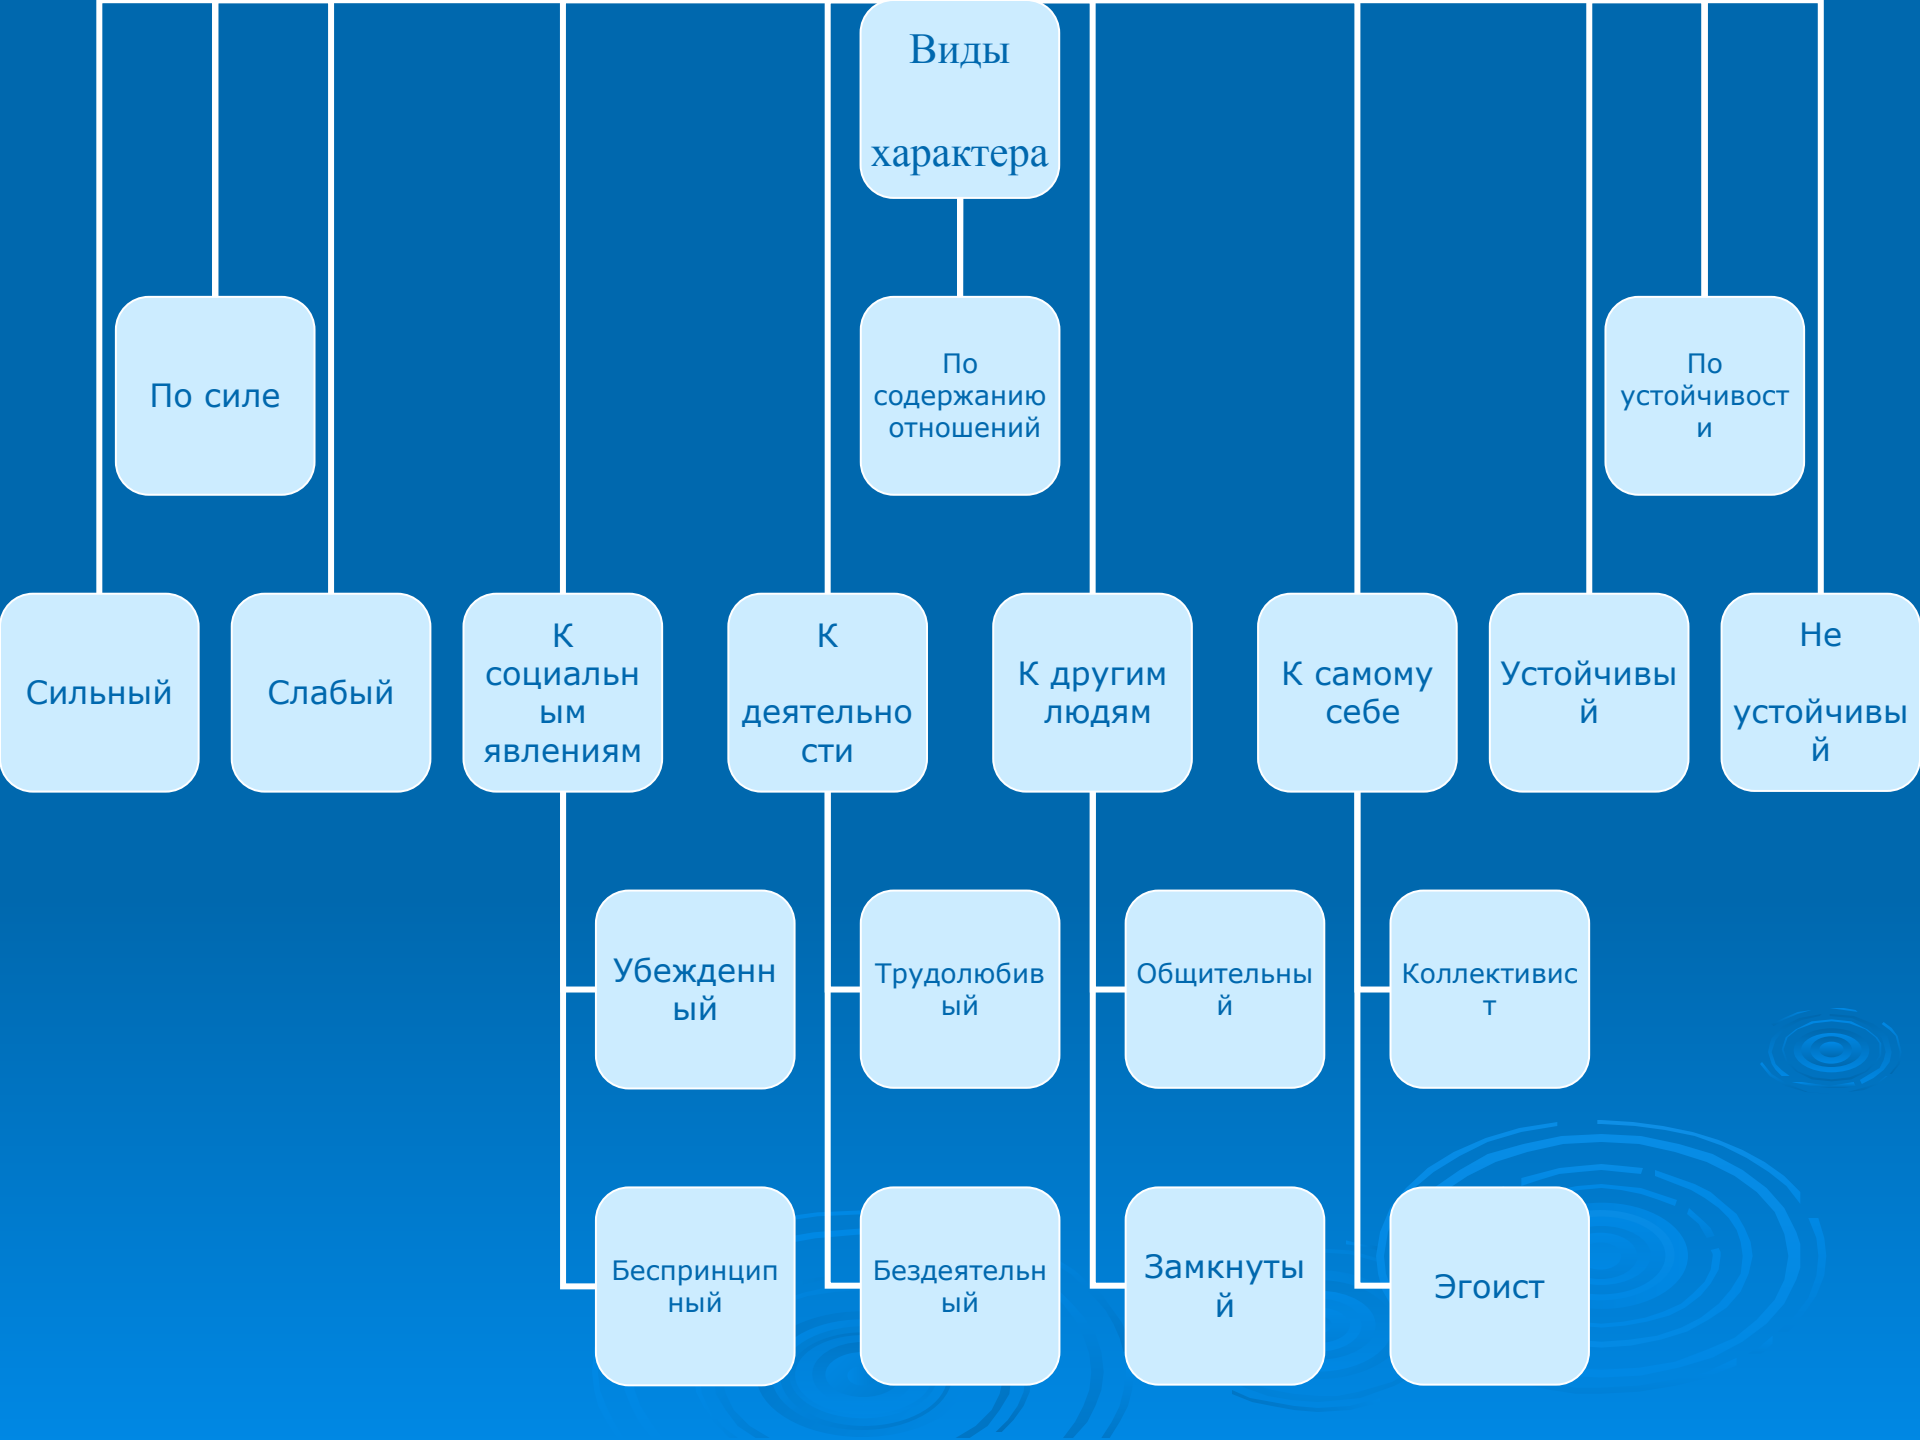 Виды
характера
По силе
По
содержанию
отношений
По
устойчивост
и
Сильный
Слабый
К
социальн
ым
явлениям
К
деятельно
сти
К другим
людям
К самому
себе
Устойчивы
й
Не
устойчивы
й
Убежденн
ый
Трудолюбив
ый
Общительны
й
Коллективис
т
Беспринцип
ный
Бездеятельн
ый
Замкнуты
й
Эгоист